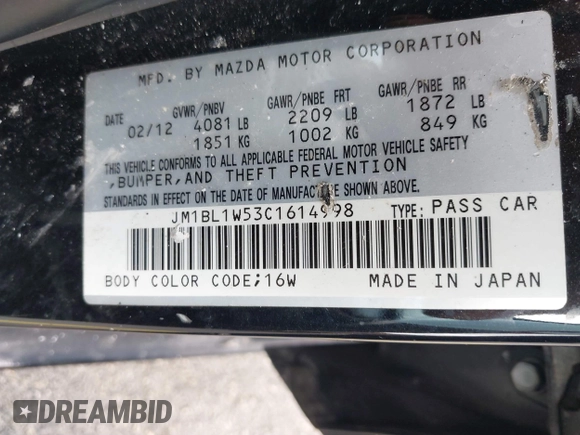 MFD. BY MAZDA MOTOR CORPORATION
GVWR/PNBV GAWR/PNBE FRT GAWR/PNBE RR
DATE 02/12 4081 LB 2209 LB 1872 LB
1851 KG 1002 KG 849 KG
THIS VEHICLE CONFORMS TO ALL APPLICABLE FEDERAL MOTOR VEHICLE SAFETY
,BUMPER,AND THEFT PREVENTION
STANDARDS IN EFFECT ON THE DATE OF MANUFACTURE SHOWN ABOVE.
JM1BL1W53C1614998 TYPE: PASS CAR
BODY COLOR CODE;16W MADE IN JAPAN
DREAMBID